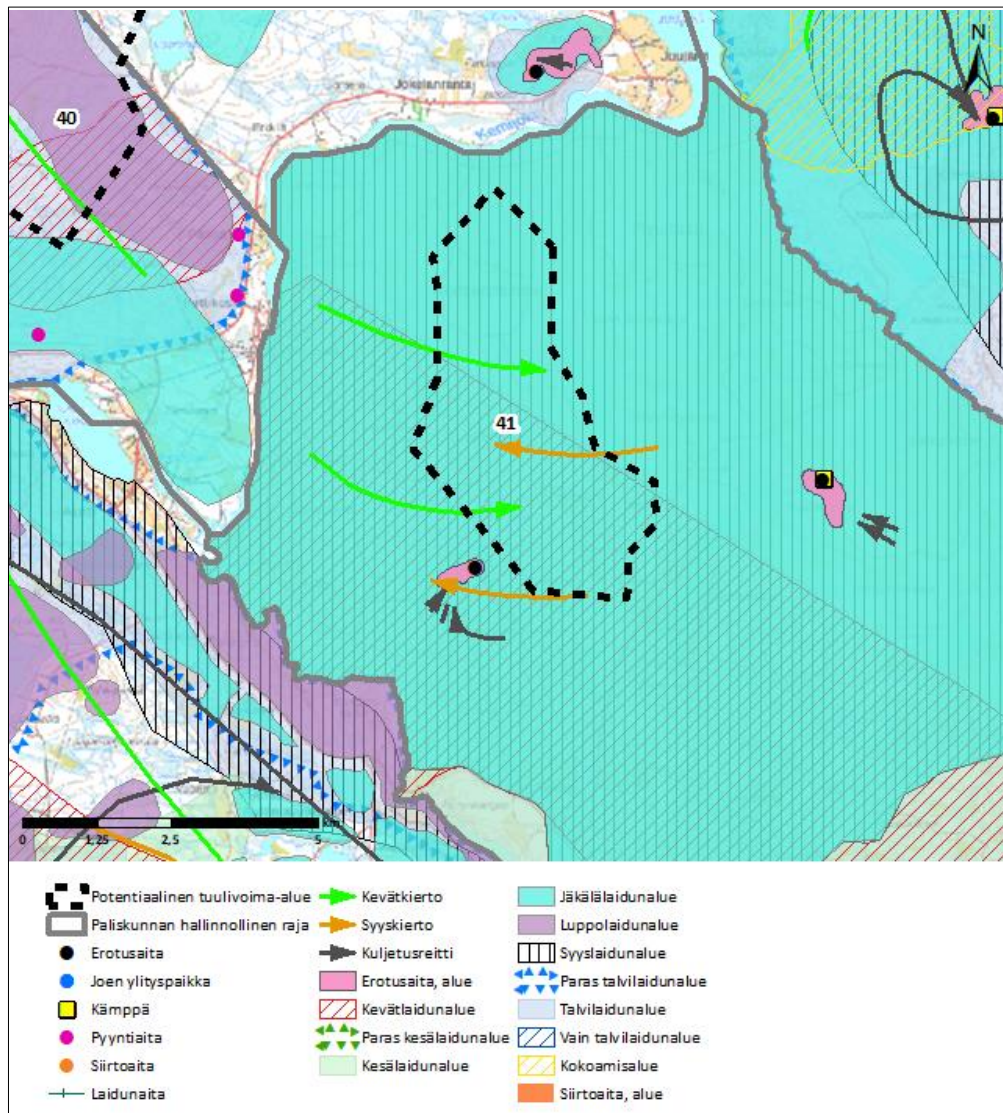 N
40
Jokelanranta
41
0 1,25 2,5 5 km
Potentiaalinen tuulivoima-alue
Paliskunnan hallinnollinen raja
Erotusaita
Joen ylityspaikka
Kämppä
Pyyntiaita
Siirtoaita
Laidunaita
Kevätkierto
Syyskierto
Kuljetusreitti
Erotusaita, alue
Kevätlaidunalue
Paras kesälaidunalue
Kesälaidunalue
Jäkälälaidunalue
Luppolaidunalue
Syyslaidunalue
Paras talvilaidunalue
Talvilaidunalue
Vain talvilaidunalue
Kokoamisalue
Siirtoaita, alue